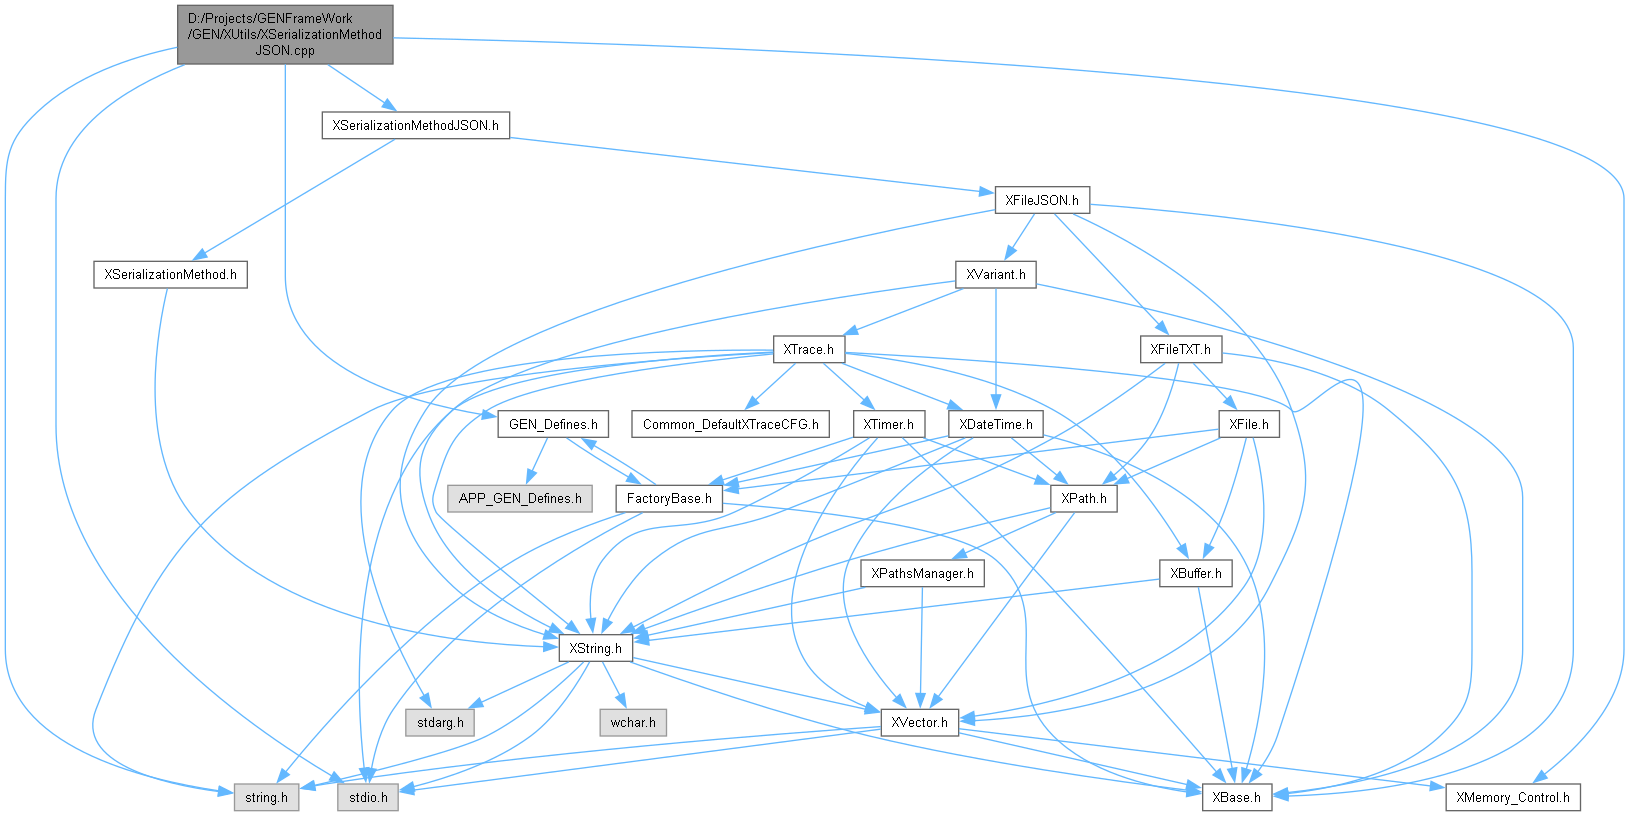 D:/Projects/GENFrameWork
/GEN/XUtils/XSerializationMethod
JSON.cpp
XSerializationMethodJSON.h
XFileJSON.h
XSerializationMethod.h
XVariant.h
XTrace.h
XFileTXT.h
GEN_Defines.h
Common_DefaultXTraceCFG.h
XTimer.h
XDateTime.h
XFile.h
APP_GEN_Defines.h
FactoryBase.h
XPath.h
XPathsManager.h
XBuffer.h
XString.h
stdarg.h
wchar.h
XVector.h
string.h
stdio.h
XBase.h
XMemory_Control.h